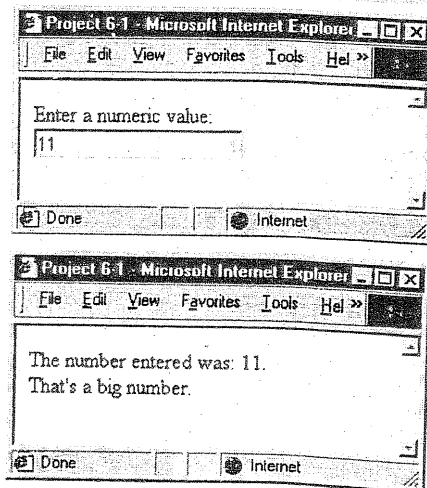 Project 6-1 - Microsoft Internet Explorer
File Edit View Favorites Tools Hel »
Enter a numeric value:
11
Done Internet
Project 6-1 - Microsoft Internet Explorer
File Edit View Favorites Tools Hel »
The number entered was: 11.
That's a big number.
Done Internet